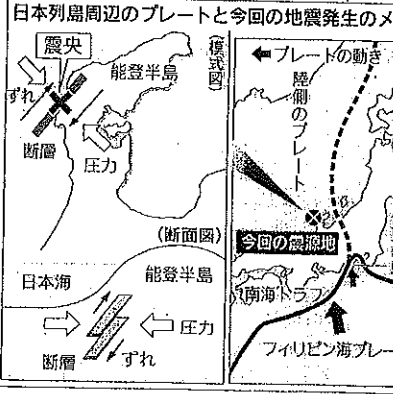 日本列島周辺のプレートと今回の地震発生のメ
震央
(模式図)
能登半島
ずれ
断層
圧力
(断面図)
日本海
能登半島
圧力
断層
ずれ
プレートの動き
陸側のプレート
今回の震源地
南海トラフ
フィリピン海プレー